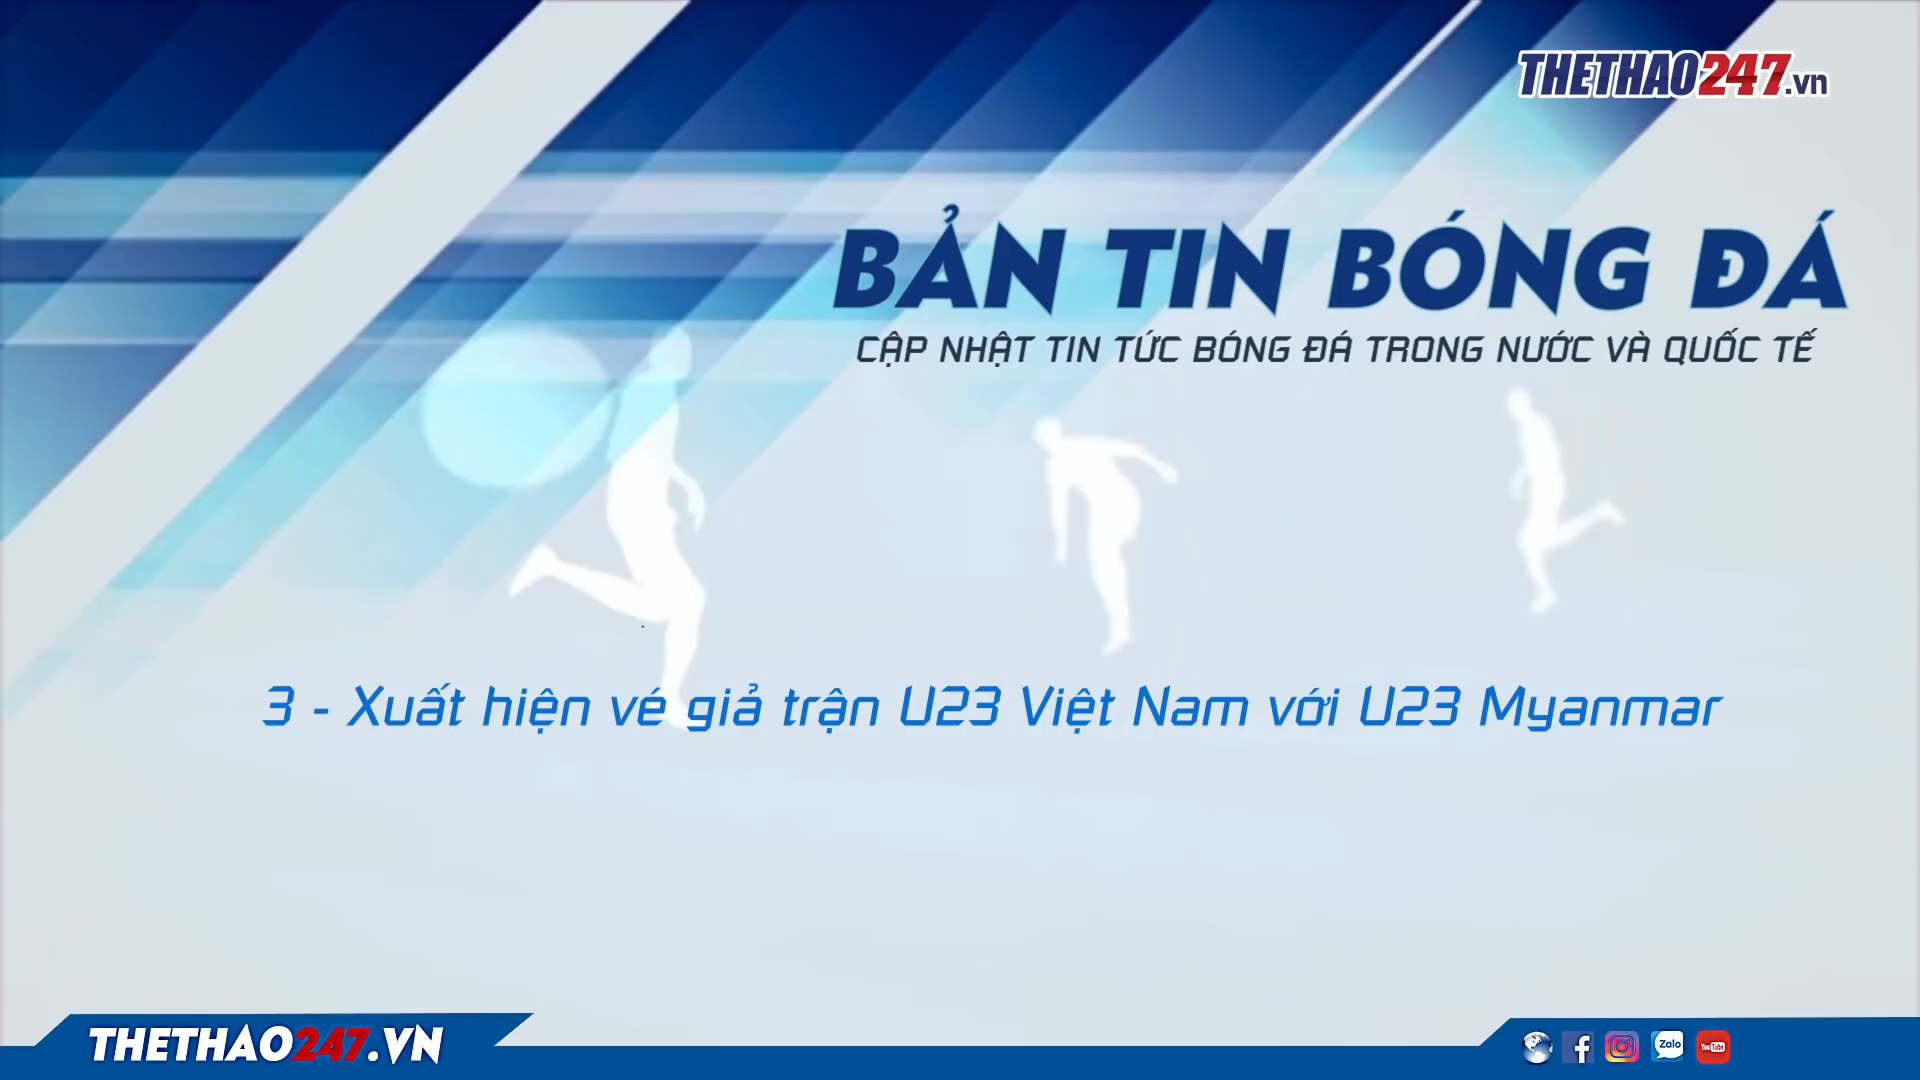 THETHAO247.vn
BẢN TIN BÓNG ĐÁ
CẬP NHẬT TIN TỨC BÓNG ĐÁ TRONG NƯỚC VÀ QUỐC TẾ
3 - Xuất hiện vé giả trận U23 Việt Nam với U23 Myanmar
THETHAO247.VN
Zalo
YouTube